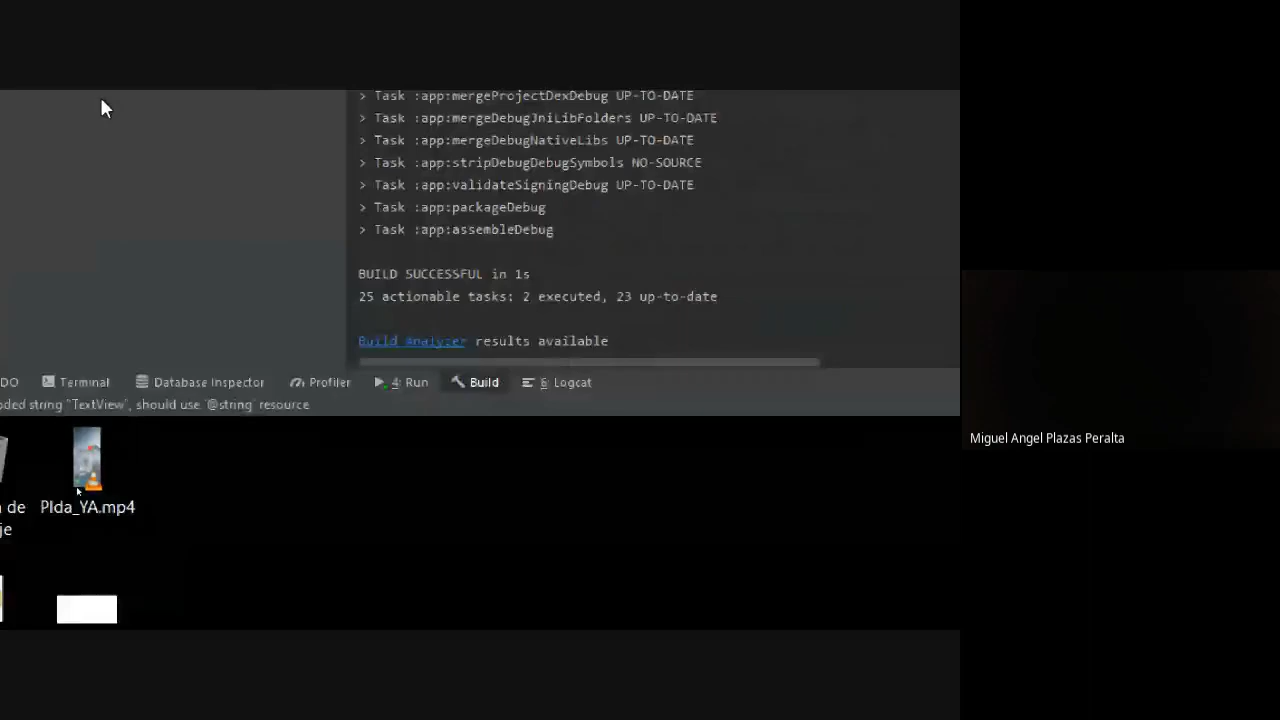 > Task :app:mergeProjectDexDebug UP-TO-DATE
> Task :app:mergeDebugJniLibFolders UP-TO-DATE
> Task :app:mergeDebugNativeLibs UP-TO-DATE
> Task :app:stripDebugDebugSymbols NO-SOURCE
> Task :app:validateSigningDebug UP-TO-DATE
> Task :app:packageDebug
> Task :app:assembleDebug
BUILD SUCCESSFUL in 1s
25 actionable tasks: 2 executed, 23 up-to-date
Build Analyzer results available
DO Terminal Database Inspector Profiler 4: Run Build 6: Logcat
oded string "TextView", should use `@string` resource
Miguel Angel Plazas Peralta
de PIda_YA.mp4
je